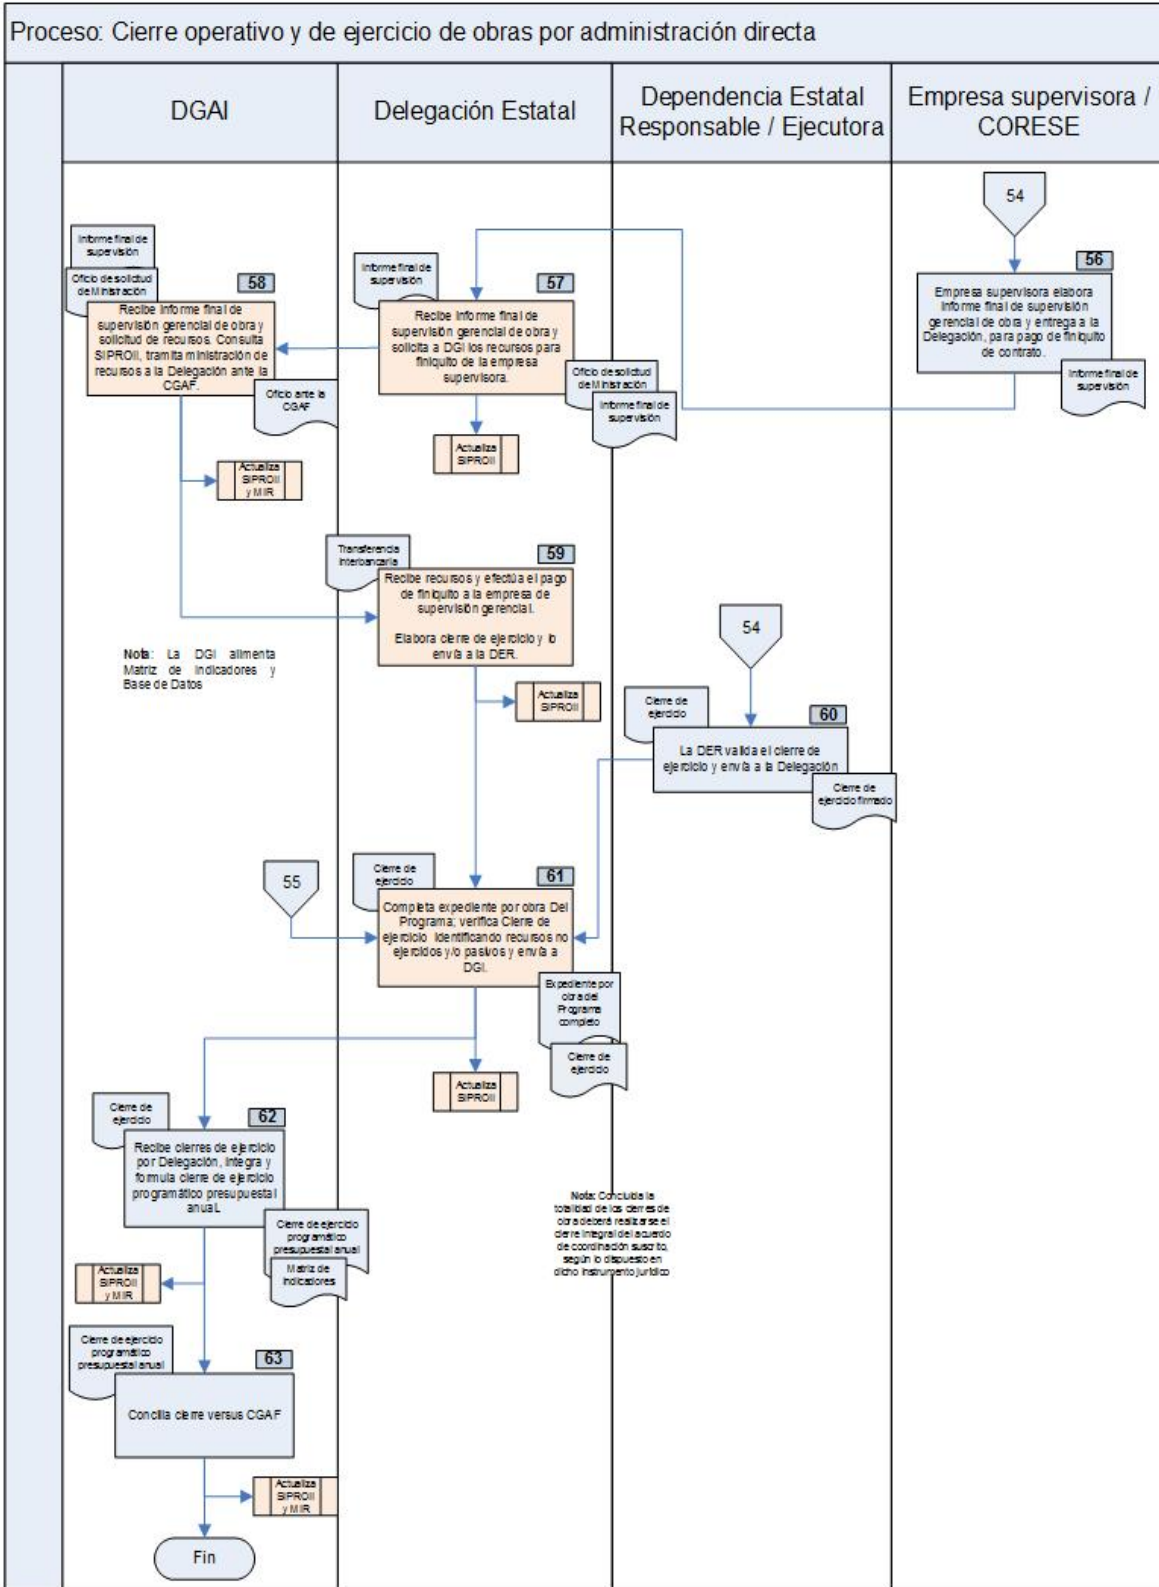 Proceso: Cierre operativo y de ejercicio de obras por administración directa
DGAI
Delegación Estatal
Dependencia Estatal
Responsable / Ejecutora
Empresa supervisora /
CORESE
54
56
Empresa supervisora elabora
Informe final de supervisión
gerencial de obra y entrega a la
Delegación, para pago de finiquito
de contrato.
Informe final de
supervisión
Informe final de
supervisión
57
Recibe Informe final de
supervisión gerencial de obra y
solicita a DGI los recursos para
finiquito de la empresa
supervisora.
Oficio de solicitud
de Ministración
Informe final de
supervisión
Actualiza
SIPROII
Informe final de
supervisión
Oficio de solicitud
de Ministración
58
Recibe Informe final de
supervisión gerencial de obra y
solicitud de recursos. Consulta
SIPROII, tramita ministración de
recursos a la Delegación ante la
CGAF.
Oficio ante la
CGAF
Actualiza
SIPROII
y MIR
Transferencia
Interbancaria
59
Recibe recursos y efectúa el pago
de finiquito a la empresa de
supervisión gerencial.
Elabora cierre de ejercicio y lo
envía a la DER.
Actualiza
SIPROII
Nota: La DGI alimenta
Matriz de Indicadores y
Base de Datos
54
Cierre de
ejercicio
60
La DER valida el cierre de
ejercicio y envía a la Delegación
Cierre de
ejercicio firmado
55
Cierre de
ejercicio
61
Completa expediente por obra Del
Programa; verifica Cierre de
ejercicio Identificando recursos no
ejercidos y/o pasivos y envía a
DGI.
Expediente por
obra del
Programa
completo
Cierre de
ejercicio
Actualiza
SIPROII
Cierre de
ejercicio
62
Recibe cierres de ejercicio
por Delegación, Integra y
formula cierre de ejercicio
programático presupuestal
anual.
Cierre de ejercicio
programático
presupuestal anual
Matriz de
Indicadores
Actualiza
SIPROII
y MIR
Nota: Concluida la
totalidad de los cierres de
obra deberá realizarse el
cierre integral del acuerdo
de coordinación suscrito,
según lo dispuesto en
dicho instrumento jurídico
Cierre de ejercicio
programático
presupuestal anual
63
Concilia cierre versus CGAF
Actualiza
SIPROII
y MIR
Fin